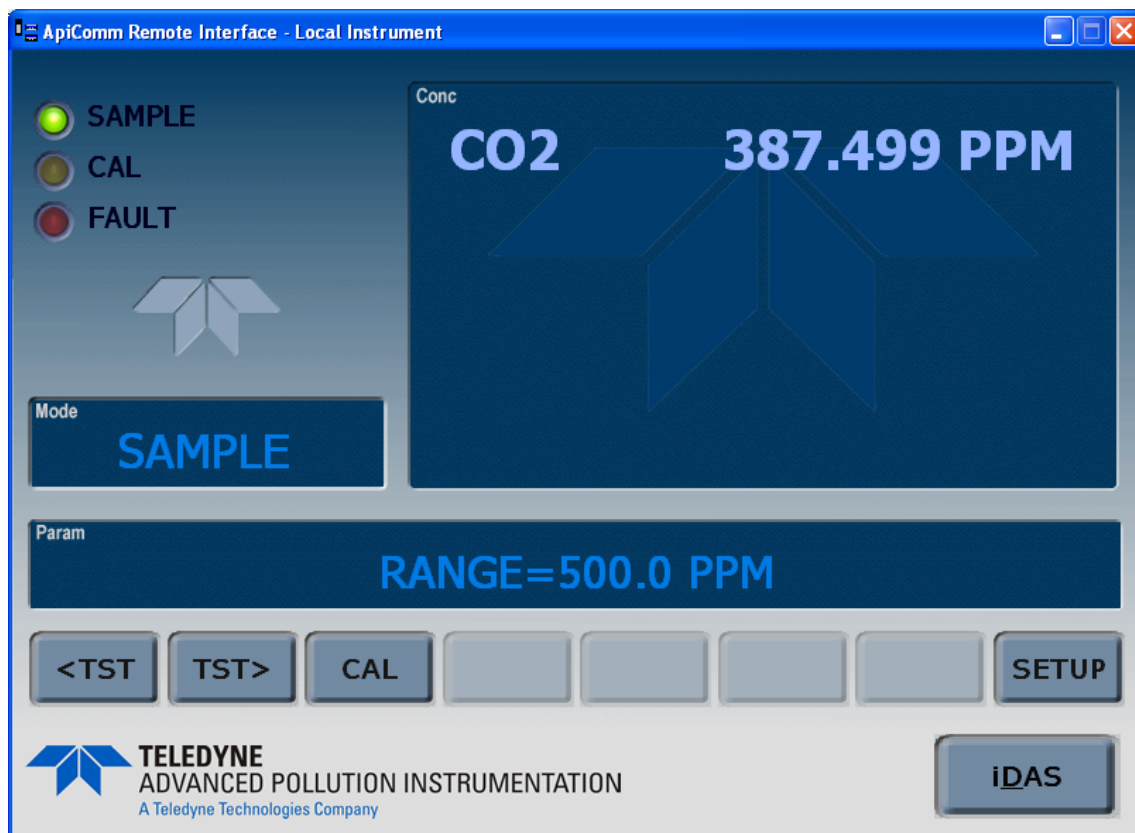 ApiComm Remote Interface - Local Instrument
SAMPLE
CAL
FAULT
Conc
CO2 387.499 PPM
Mode
SAMPLE
Param
RANGE=500.0 PPM
<TST TST> CAL SETUP
TELEDYNE
ADVANCED POLLUTION INSTRUMENTATION
A Teledyne Technologies Company
iDAS